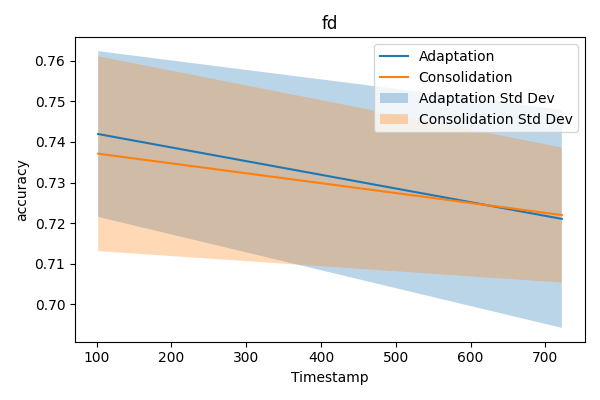 fd
Adaptation
Consolidation
Adaptation Std Dev
Consolidation Std Dev
0.76
0.75
0.74
0.73
0.72
0.71
0.70
accuracy
100 200 300 400 500 600 700
Timestamp